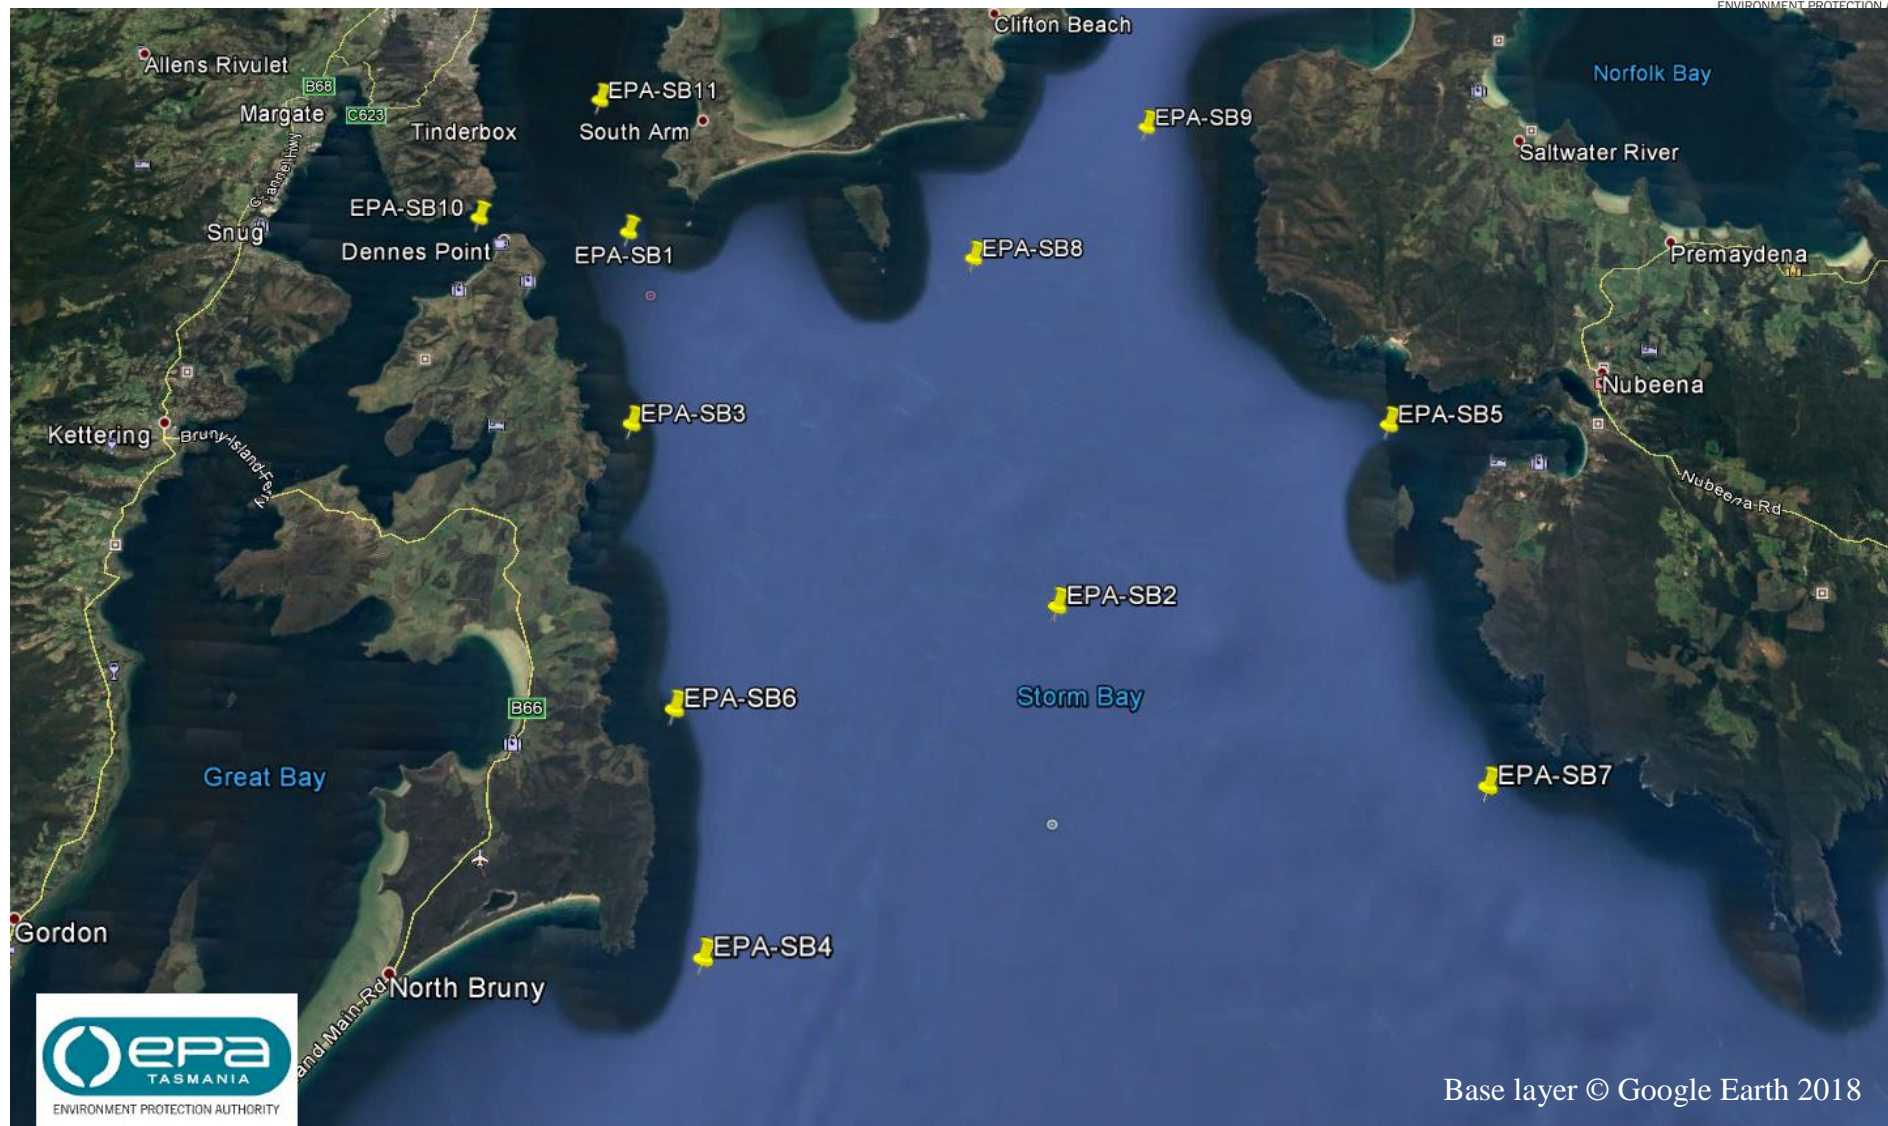 ENVIRONMENT PROTECTION A
Clifton Beach
Allens Rivulet
Norfolk Bay
B68
EPA-SB11
Margate
C623
EPA-SB9
Tinderbox
South Arm
Saltwater River
EPA-SB10
Snug
Dennes Point
EPA-SB1
EPA-SB8
Premaydena
Nubeena
EPA-SB3
EPA-SB5
Kettering
Bruny-Island-Ferry
Nubeena-Rd
EPA-SB2
EPA-SB6
Storm Bay
B66
Great Bay
EPA-SB7
Gordon
EPA-SB4
North Bruny
and Main-Rd
epa
TASMANIA
ENVIRONMENT PROTECTION AUTHORITY
Base layer © Google Earth 2018